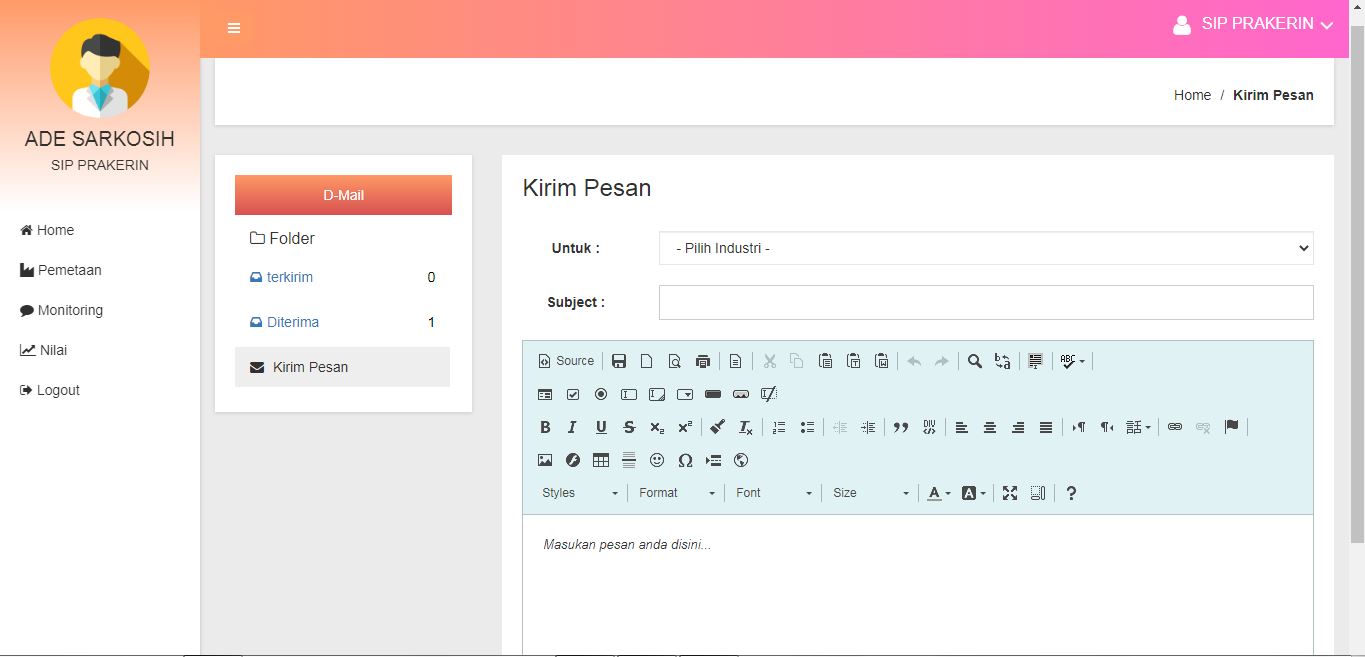 SIP PRAKERIN
ADE SARKOSIH
SIP PRAKERIN
Home
Pemetaan
Monitoring
Nilai
Logout
Home / Kirim Pesan
D-Mail
Folder
terkirim 0
Diterima 1
Kirim Pesan
Kirim Pesan
Untuk : - Pilih Industri -
Subject :
Source
Styles Format Font Size
Masukan pesan anda disini...